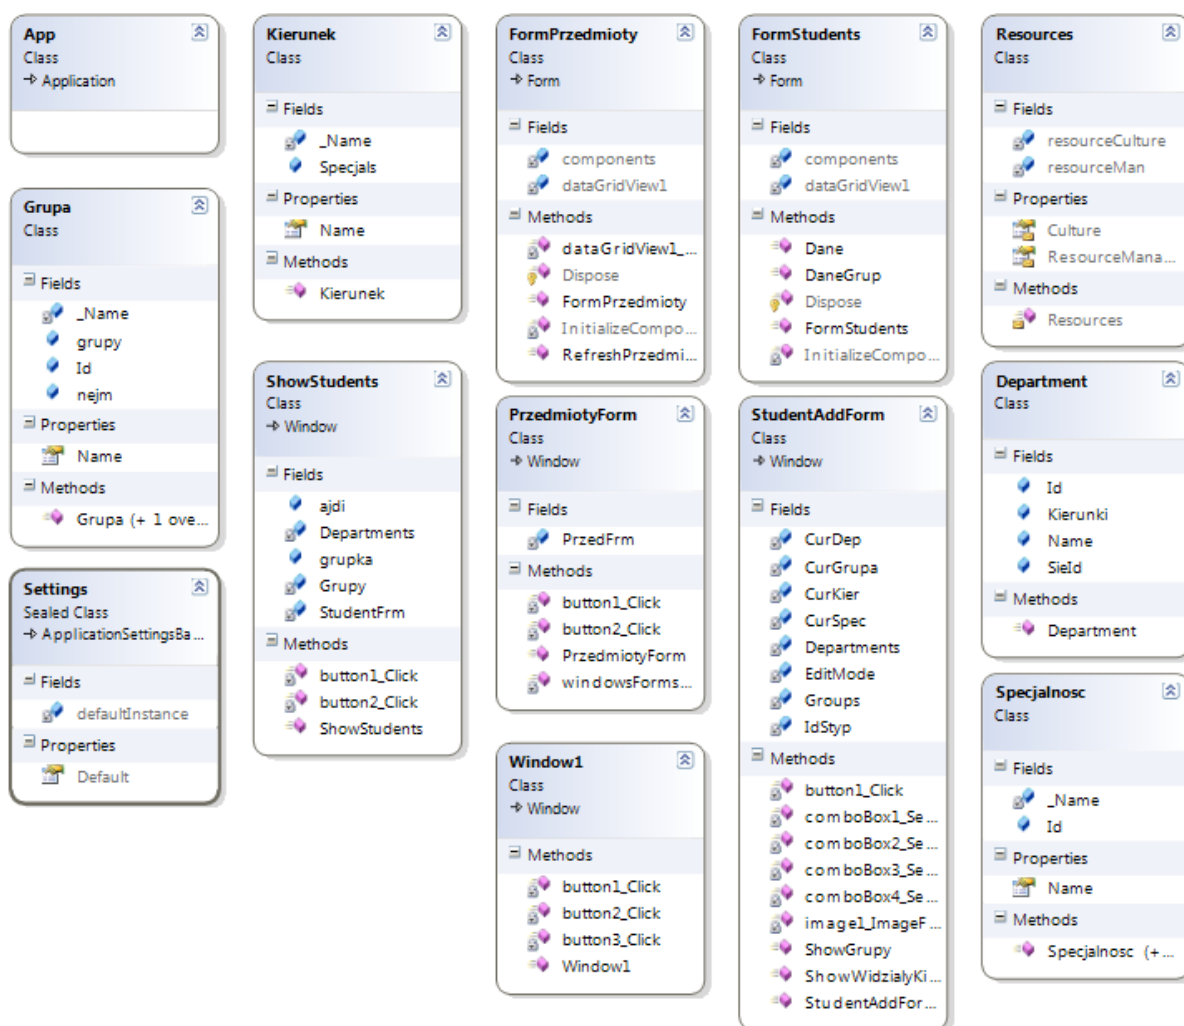 App
Class
Application
Grupa
Class
Fields
_Name
grupy
Id
nejm
Properties
Name
Methods
Grupa (+ 1 ove...
Settings
Sealed Class
ApplicationSettingsBa...
Fields
defaultInstance
Properties
Default
Kierunek
Class
Fields
_Name
Specjals
Properties
Name
Methods
Kierunek
ShowStudents
Class
Window
Fields
ajdi
Departments
grupka
Grupy
StudentFrm
Methods
button1_Click
button2_Click
ShowStudents
FormPrzedmioty
Class
Form
Fields
components
dataGridView1
Methods
dataGridView1_...
Dispose
FormPrzedmioty
InitializeCompo...
RefreshPrzedmi...
PrzedmiotyForm
Class
Window
Fields
PrzedFrm
Methods
button1_Click
button2_Click
PrzedmiotyForm
windowsForms...
Window1
Class
Window
Methods
button1_Click
button2_Click
button3_Click
Window1
FormStudents
Class
Form
Fields
components
dataGridView1
Methods
Dane
DaneGrup
Dispose
FormStudents
InitializeCompo...
StudentAddForm
Class
Window
Fields
CurDep
CurGrupa
CurKier
CurSpec
Departments
EditMode
Groups
IdStyp
Methods
button1_Click
comboBox1_Se...
comboBox2_Se...
comboBox3_Se...
comboBox4_Se...
image1_ImageF...
ShowGrupy
ShowWidzialyKi...
StudentAddFor...
Resources
Class
Fields
resourceCulture
resourceMan
Properties
Culture
ResourceMana...
Methods
Resources
Department
Class
Fields
Id
Kierunki
Name
SieId
Methods
Department
Specjalnosc
Class
Fields
_Name
Id
Properties
Name
Methods
Specjalnosc (+...